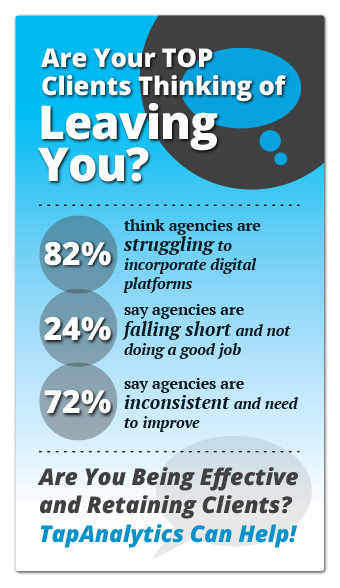 Are Your TOP
Clients Thinking of
Leaving
You?
82%
think agencies are
struggling to
incorporate digital
platforms
24%
say agencies are
falling short and not
doing a good job
72%
say agencies are
inconsistent and need
to improve
Are You Being Effective
and Retaining Clients?
TapAnalytics Can Help!